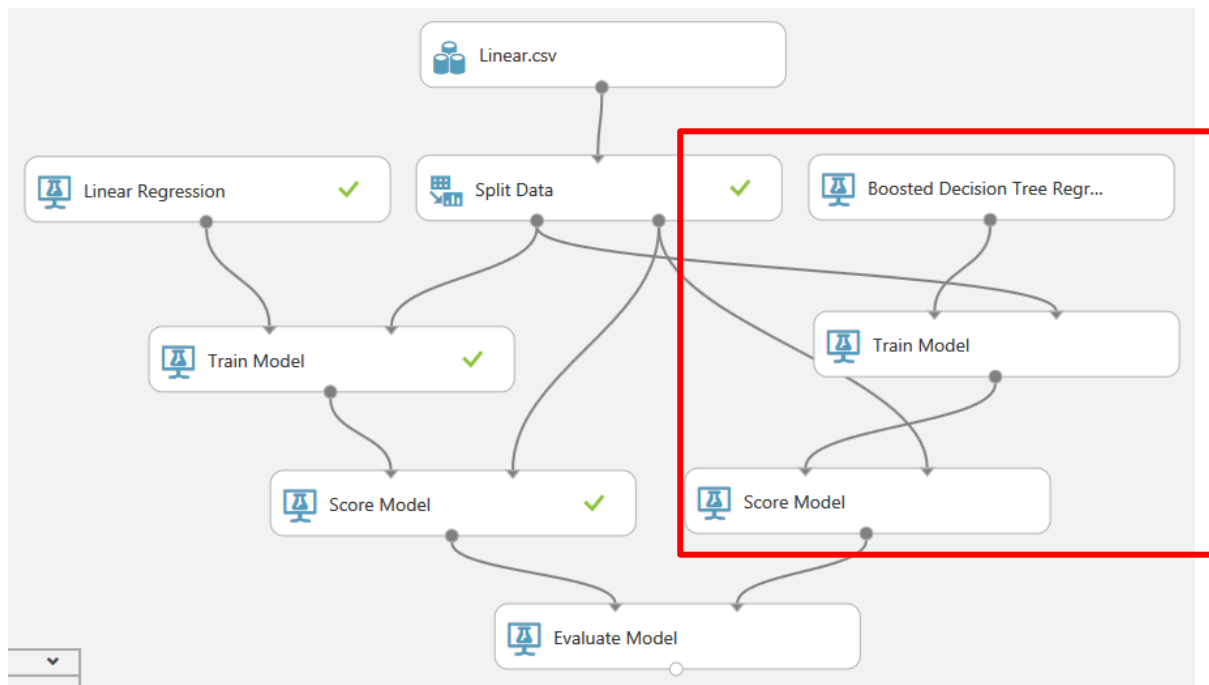 Linear.csv
Linear Regression
Split Data
Boosted Decision Tree Regr...
Train Model
Train Model
Score Model
Score Model
Evaluate Model